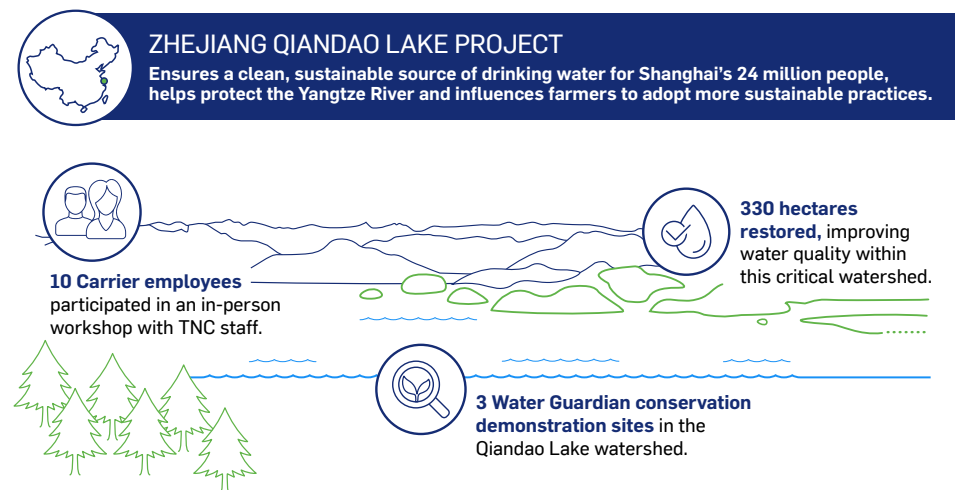 ZHEJIANG QIANDAO LAKE PROJECT
Ensures a clean, sustainable source of drinking water for Shanghai's 24 million people,
helps protect the Yangtze River and influences farmers to adopt more sustainable practices.
330 hectares
restored, improving
water quality within
this critical watershed.
10 Carrier employees
participated in an in-person
workshop with TNC staff.
3 Water Guardian conservation
demonstration sites in the
Qiandao Lake watershed.